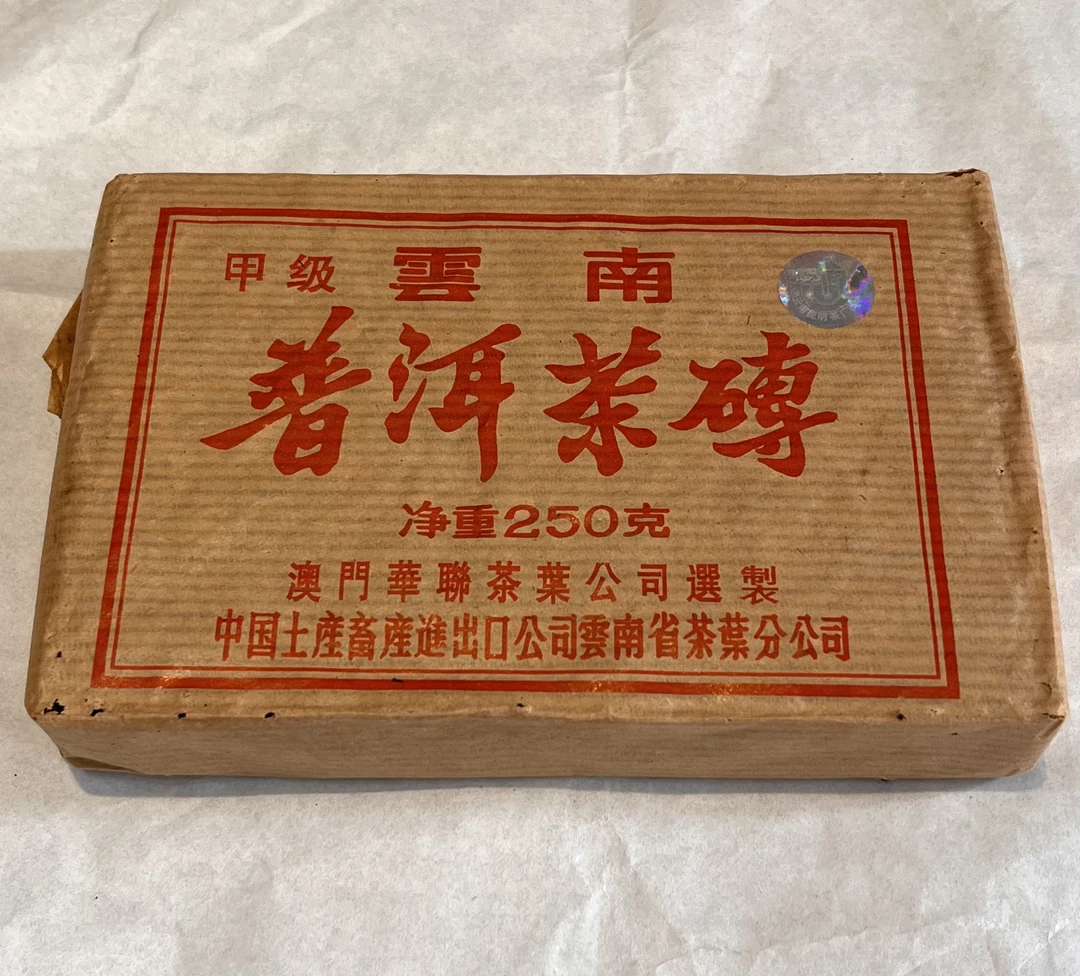 甲级 雲南
普洱茶磚
净重250克
澳門華聯茶葉公司選製
中国土産畜産進出口公司雲南省茶葉分公司